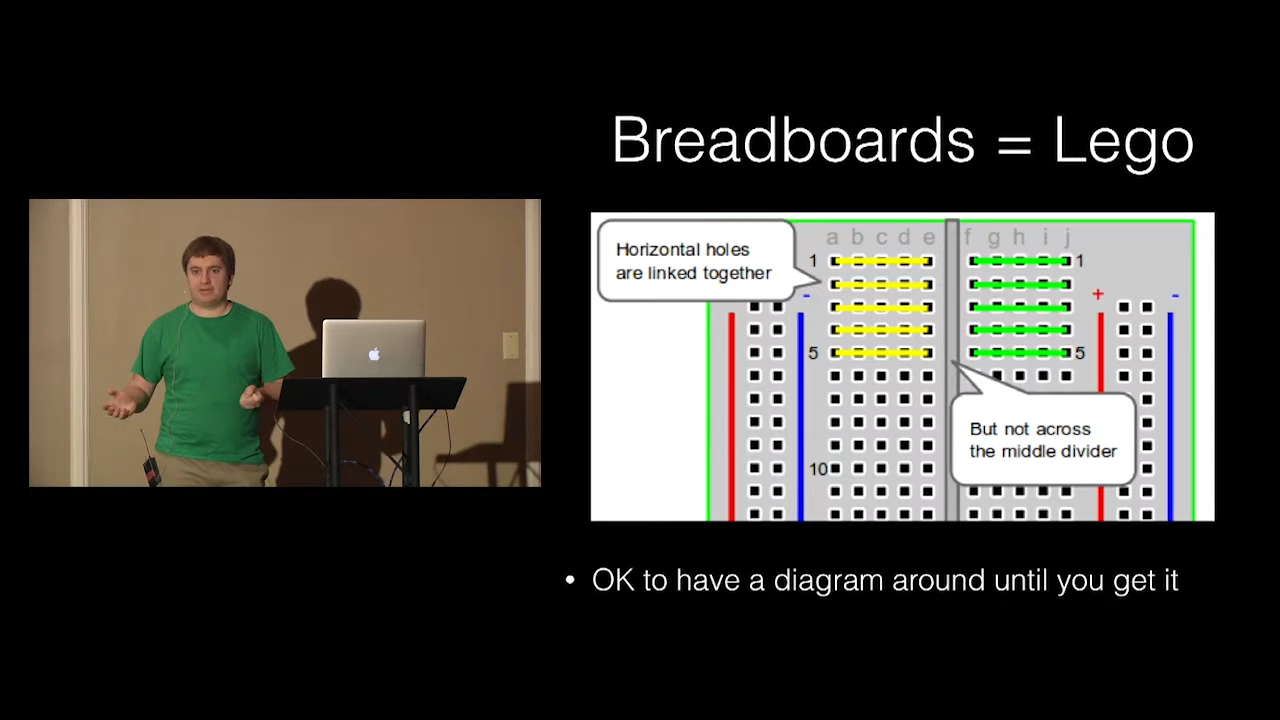 Breadboards = Lego
Horizontal holes
are linked together
a b c d e f g h i j
1 1
- + -
5 5
But not across
the middle divider
10
• OK to have a diagram around until you get it